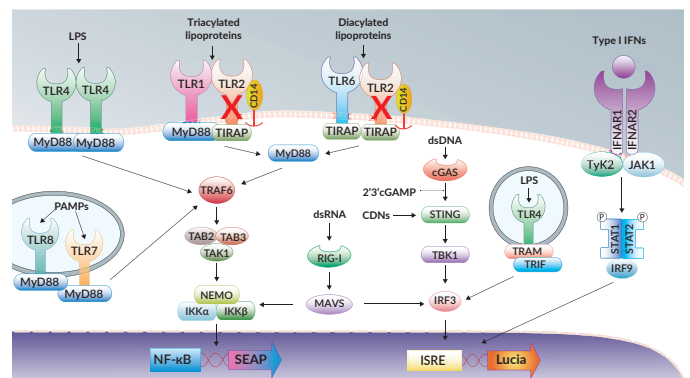 Triacylated
lipoproteins
Diacylated
lipoproteins
LPS
Type I IFNs
TLR4 TLR4
TLR1 TLR2
CD14
TLR6 TLR2
CD14
X
X
IFNAR1
IFNAR2
MyD88 MyD88
MyD88 TIRAP
TIRAP TIRAP
MyD88
dsDNA
cGAS
TyK2 JAK1
TRAF6
2'3'cGAMP
CDNs
STING
LPS
TLR4
PAMPs
TLR8
TLR7
MyD88
MyD88
TAB2 TAB3
TAK1
dsRNA
RIG-I
TBK1
TRAM
TRIF
P P
STAT1
STAT2
IRF9
NEMO
IKKα IKKβ
MAVS
IRF3
NF-κB
SEAP
ISRE
Lucia